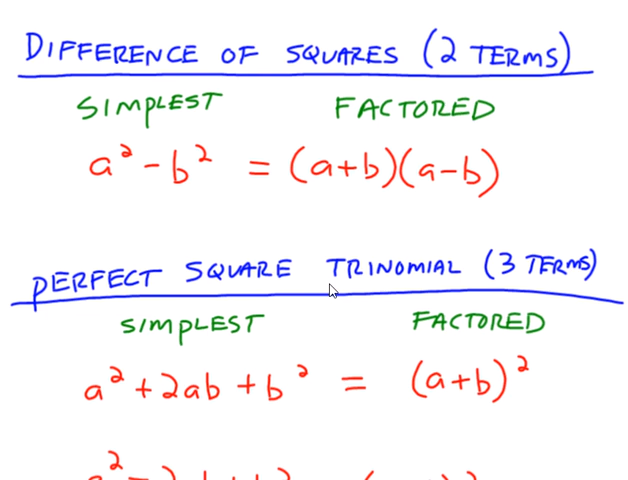 DIFFERENCE OF SQUARES (2 TERMS)
SIMPLEST FACTORED
a² - b² = (a+b)(a-b)
PERFECT SQUARE TRINOMIAL (3 TERMS)
SIMPLEST FACTORED
a² + 2ab + b² = (a+b)²